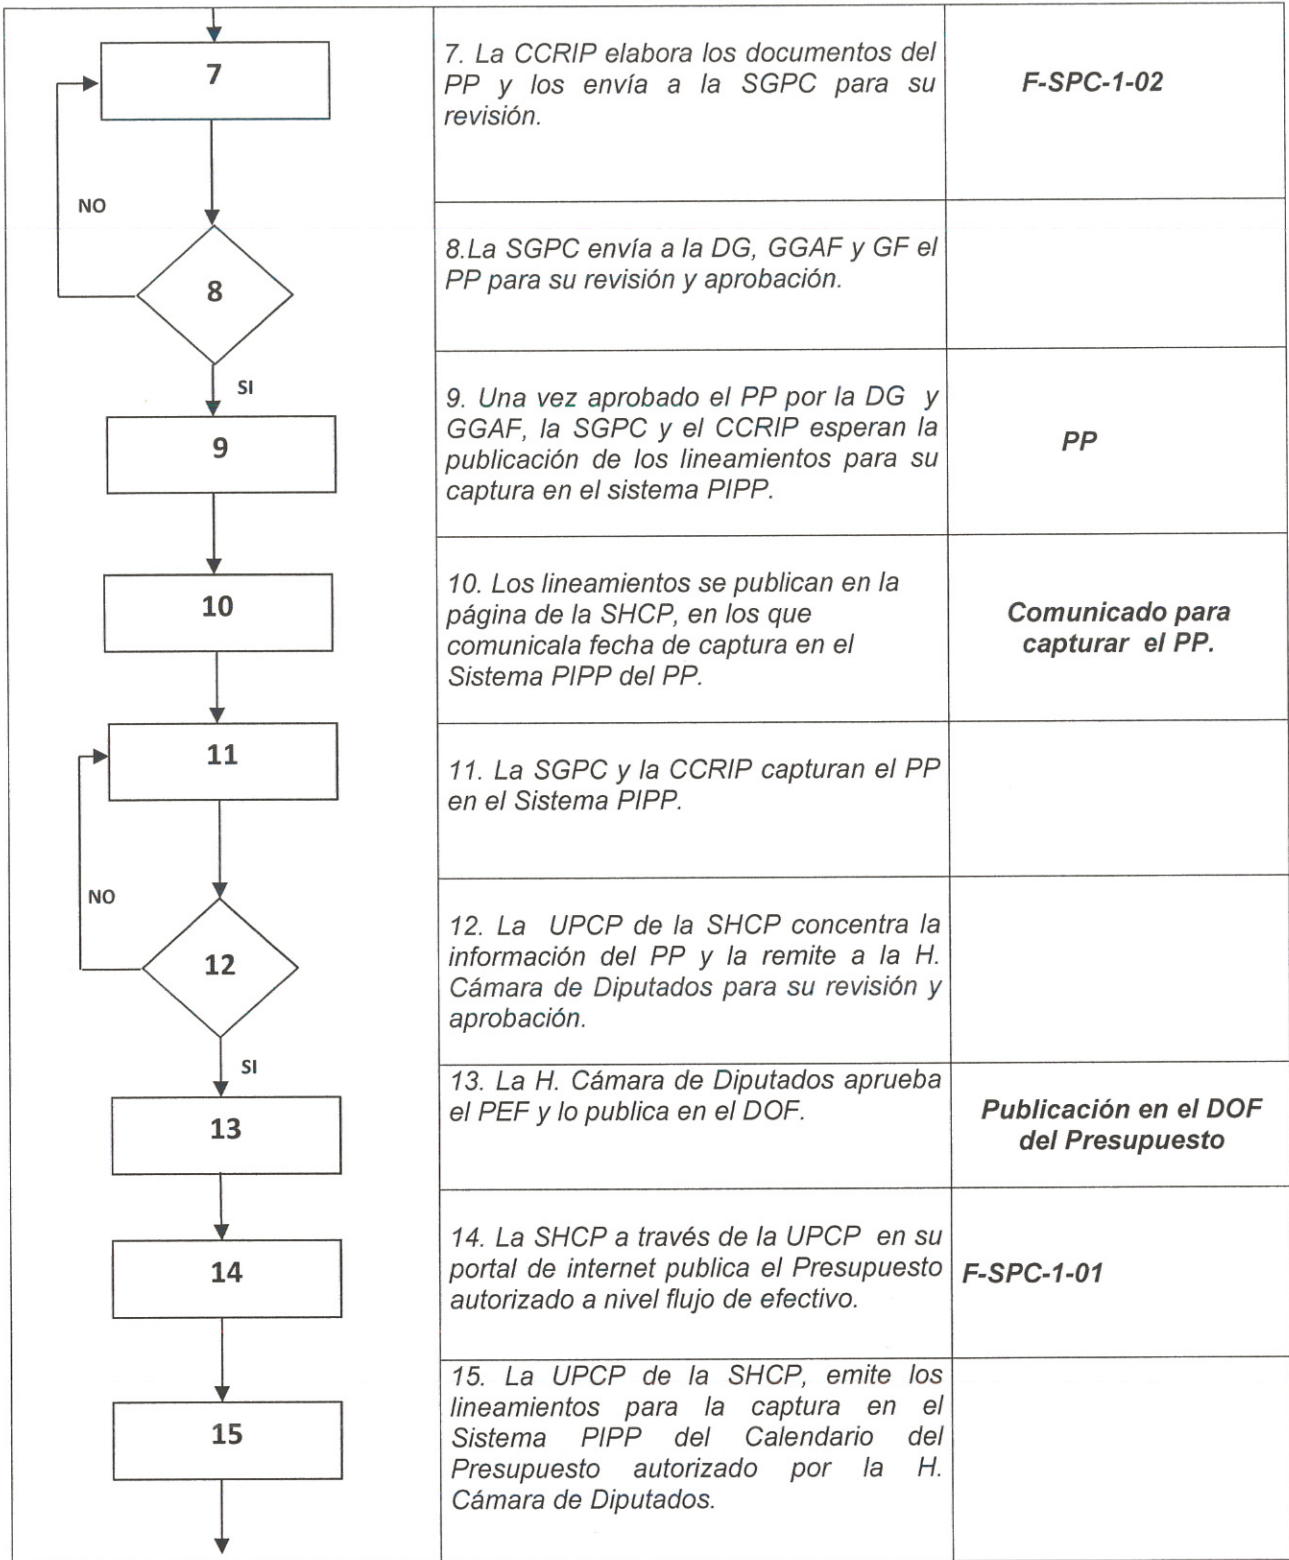 7
7. La CCRIP elabora los documentos del
PP y los envía a la SGPC para su
revisión.
F-SPC-1-02
NO
8
8.La SGPC envía a la DG, GGAF y GF el
PP para su revisión y aprobación.
SI
9
9. Una vez aprobado el PP por la DG y
GGAF, la SGPC y el CCRIP esperan la
publicación de los lineamientos para su
captura en el sistema PIPP.
PP
10
10. Los lineamientos se publican en la
página de la SHCP, en los que
comunicala fecha de captura en el
Sistema PIPP del PP.
Comunicado para
capturar el PP.
11
11. La SGPC y la CCRIP capturan el PP
en el Sistema PIPP.
NO
12
12. La UPCP de la SHCP concentra la
información del PP y la remite a la H.
Cámara de Diputados para su revisión y
aprobación.
SI
13
13. La H. Cámara de Diputados aprueba
el PEF y lo publica en el DOF.
Publicación en el DOF
del Presupuesto
14
14. La SHCP a través de la UPCP en su
portal de internet publica el Presupuesto
autorizado a nivel flujo de efectivo.
F-SPC-1-01
15
15. La UPCP de la SHCP, emite los
lineamientos para la captura en el
Sistema PIPP del Calendario del
Presupuesto autorizado por la H.
Cámara de Diputados.